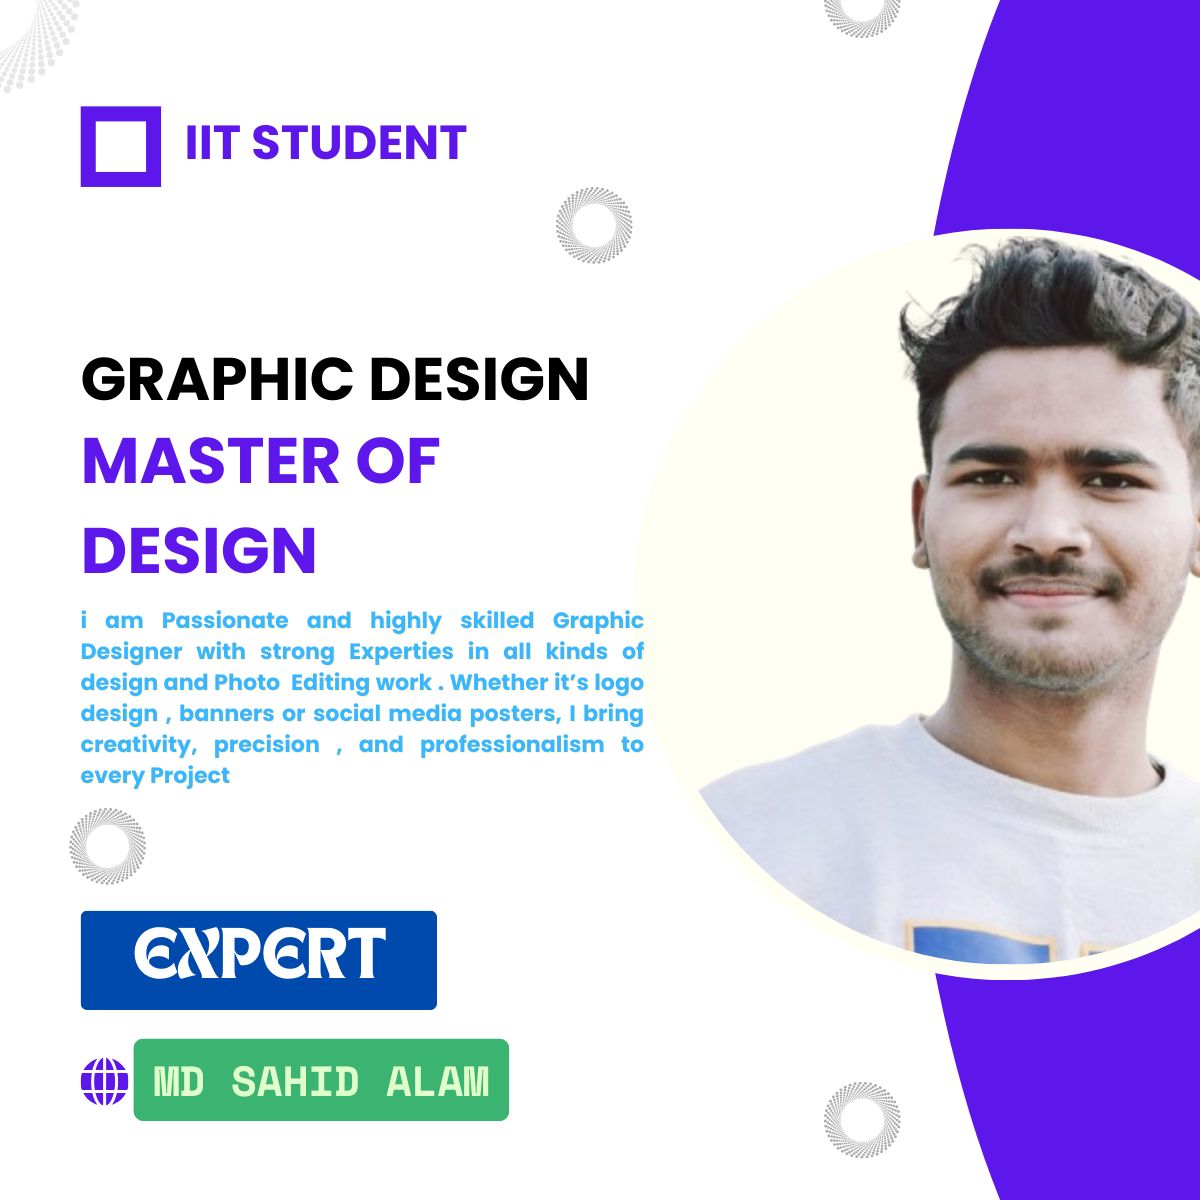 IIT STUDENT
GRAPHIC DESIGN
MASTER OF
DESIGN
i am Passionate and highly skilled Graphic
Designer with strong Experties in all kinds of
design and Photo Editing work . Whether it’s logo
design , banners or social media posters, I bring
creativity, precision , and professionalism to
every Project
EXPERT
MD SAHID ALAM